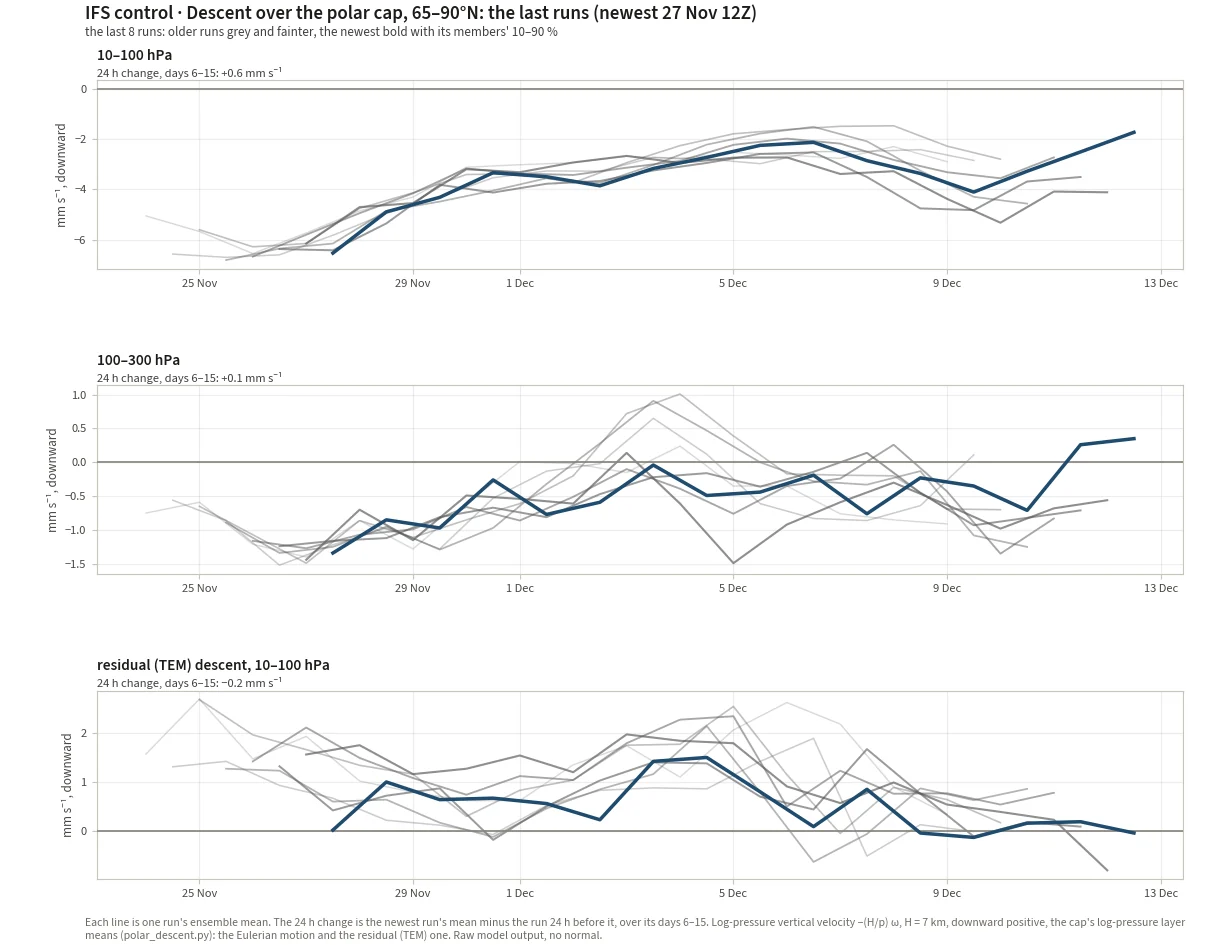 IFS control · Descent over the polar cap, 65–90°N: the last runs (newest 27 Nov 12Z)
the last 8 runs: older runs grey and fainter, the newest bold with its members' 10–90 %
10–100 hPa
24 h change, days 6–15: +0.6 mm s⁻¹
0
−2
−4
−6
mm s⁻¹, downward
25 Nov
29 Nov
1 Dec
5 Dec
9 Dec
13 Dec
100–300 hPa
24 h change, days 6–15: +0.1 mm s⁻¹
1.0
0.5
0.0
−0.5
−1.0
−1.5
mm s⁻¹, downward
25 Nov
29 Nov
1 Dec
5 Dec
9 Dec
13 Dec
residual (TEM) descent, 10–100 hPa
24 h change, days 6–15: −0.2 mm s⁻¹
2
1
0
mm s⁻¹, downward
25 Nov
29 Nov
1 Dec
5 Dec
9 Dec
13 Dec
Each line is one run's ensemble mean. The 24 h change is the newest run's mean minus the run 24 h before it, over its days 6–15. Log-pressure vertical velocity −(H/p) ω, H = 7 km, downward positive, the cap's log-pressure layer
means (polar_descent.py): the Eulerian motion and the residual (TEM) one. Raw model output, no normal.